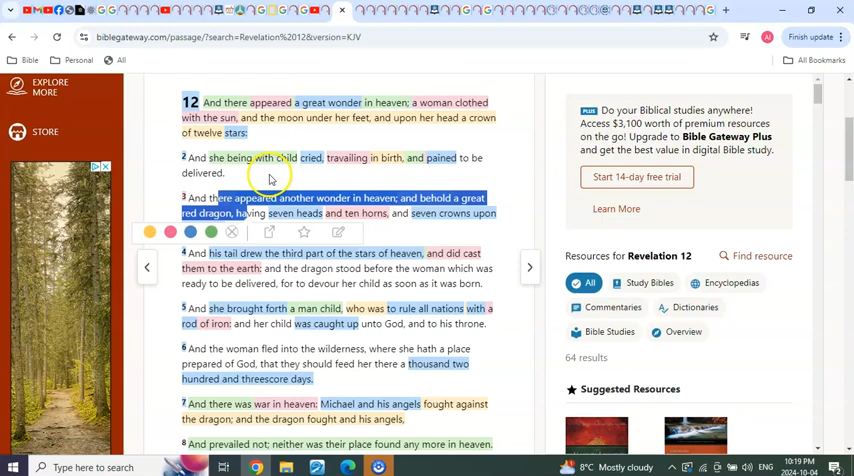 biblegateway.com/passage/?search=Revelation%2012&version=KJV
AI
Finish update
Bible
Personal
All
All Bookmarks
EXPLORE
MORE
STORE
12 And there appeared a great wonder in heaven; a woman clothed
with the sun, and the moon under her feet, and upon her head a crown
of twelve stars:
2 And she being with child cried, travailing in birth, and pained to be
delivered.
3 And there appeared another wonder in heaven; and behold a great
red dragon, having seven heads and ten horns, and seven crowns upon
4 And his tail drew the third part of the stars of heaven, and did cast
them to the earth: and the dragon stood before the woman which was
ready to be delivered, for to devour her child as soon as it was born.
5 And she brought forth a man child, who was to rule all nations with a
rod of iron: and her child was caught up unto God, and to his throne.
6 And the woman fled into the wilderness, where she hath a place
prepared of God, that they should feed her there a thousand two
hundred and threescore days.
7 And there was war in heaven: Michael and his angels fought against
the dragon; and the dragon fought and his angels,
8 And prevailed not; neither was their place found any more in heaven.
PLUS Do your Biblical studies anywhere!
Access $3,100 worth of premium resources
on the go! Upgrade to Bible Gateway Plus
and get the best value in digital Bible study.
Start 14-day free trial
Learn More
Resources for Revelation 12
Find resource
All
Study Bibles
Encyclopedias
Commentaries
Dictionaries
Bible Studies
Overview
64 results
Suggested Resources
Type here to search
8°C Mostly cloudy
ENG
10:19 PM
2024-10-04